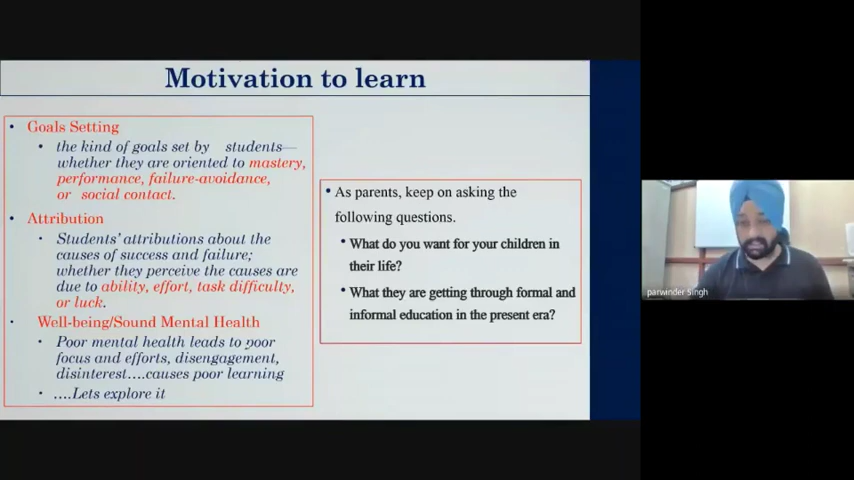 Motivation to learn
• Goals Setting
• the kind of goals set by students—
whether they are oriented to mastery,
performance, failure-avoidance,
or social contact.
• Attribution
• Students' attributions about the
causes of success and failure;
whether they perceive the causes are
due to ability, effort, task difficulty,
or luck.
• Well-being/Sound Mental Health
• Poor mental health leads to poor
focus and efforts, disengagement,
disinterest….causes poor learning
• ….Lets explore it
• As parents, keep on asking the
following questions.
• What do you want for your children in
their life?
• What they are getting through formal and
informal education in the present era?
parwinder Singh